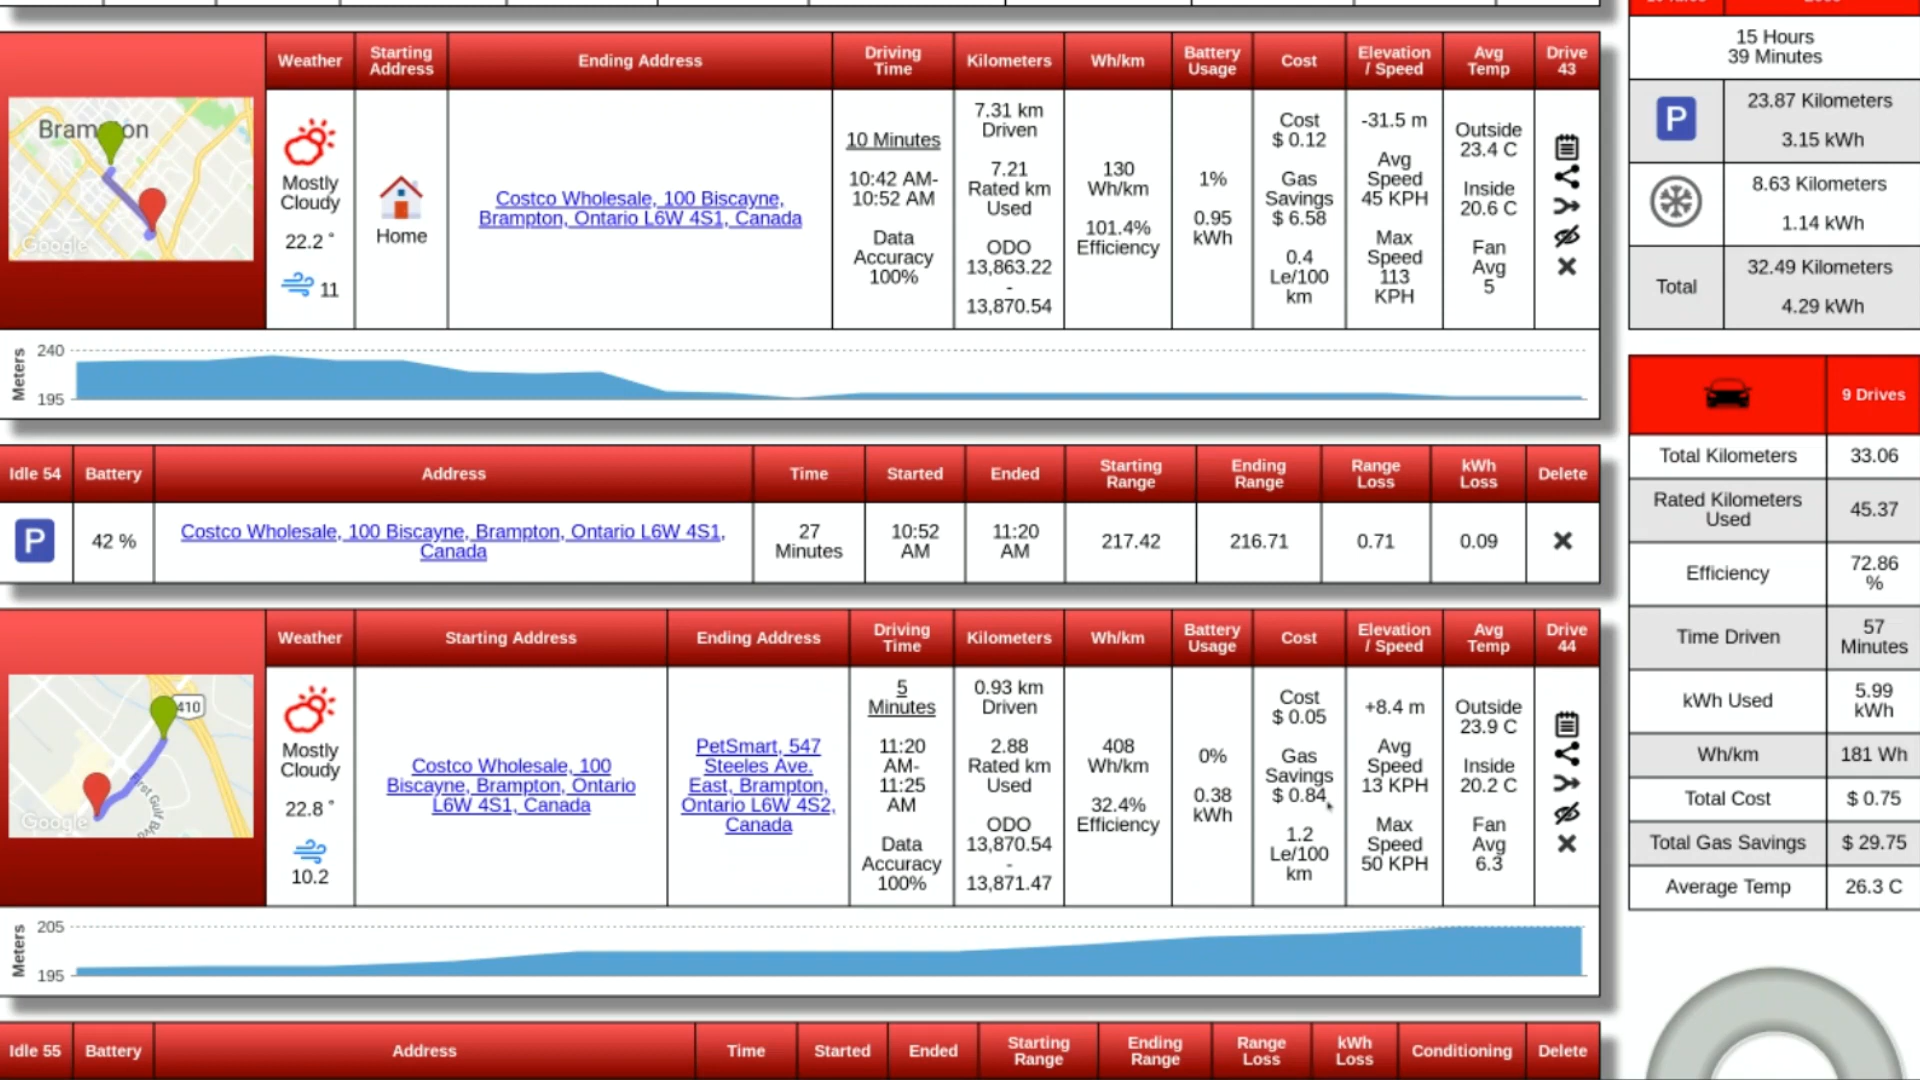 Weather
Starting Address
Ending Address
Driving Time
Kilometers
Wh/km
Battery Usage
Cost
Elevation / Speed
Avg Temp
Drive 43
Brampton
Google
Mostly Cloudy
22.2 °
11
Home
Costco Wholesale, 100 Biscayne,
Brampton, Ontario L6W 4S1, Canada
10 Minutes
10:42 AM-
10:52 AM
Data
Accuracy
100%
7.31 km
Driven
7.21
Rated km
Used
ODO
13,863.22
-
13,870.54
130
Wh/km
101.4%
Efficiency
1%
0.95
kWh
Cost
$ 0.12
Gas
Savings
$ 6.58
0.4
Le/100
km
-31.5 m
Avg
Speed
45 KPH
Max
Speed
113
KPH
Outside
23.4 C
Inside
20.6 C
Fan
Avg
5
Meters
240
195
Idle 54
Battery
Address
Time
Started
Ended
Starting Range
Ending Range
Range Loss
kWh Loss
Delete
P
42 %
Costco Wholesale, 100 Biscayne, Brampton, Ontario L6W 4S1,
Canada
27
Minutes
10:52
AM
11:20
AM
217.42
216.71
0.71
0.09
Weather
Starting Address
Ending Address
Driving Time
Kilometers
Wh/km
Battery Usage
Cost
Elevation / Speed
Avg Temp
Drive 44
410
Google
Mostly
Cloudy
22.8 °
10.2
Costco Wholesale, 100
Biscayne, Brampton, Ontario
L6W 4S1, Canada
PetSmart, 547
Steeles Ave.
East, Brampton,
Ontario L6W 4S2,
Canada
5
Minutes
11:20
AM-
11:25
AM
Data
Accuracy
100%
0.93 km
Driven
2.88
Rated km
Used
ODO
13,870.54
-
13,871.47
408
Wh/km
32.4%
Efficiency
0%
0.38
kWh
Cost
$ 0.05
Gas
Savings
$ 0.84
1.2
Le/100
km
+8.4 m
Avg
Speed
13 KPH
Max
Speed
50 KPH
Outside
23.9 C
Inside
20.2 C
Fan
Avg
6.3
Meters
205
195
Idle 55
Battery
Address
Time
Started
Ended
Starting Range
Ending Range
Range Loss
kWh Loss
Conditioning
Delete
15 Hours
39 Minutes
P
23.87 Kilometers
3.15 kWh
8.63 Kilometers
1.14 kWh
Total
32.49 Kilometers
4.29 kWh
9 Drives
Total Kilometers 33.06
Rated Kilometers Used 45.37
Efficiency 72.86 %
Time Driven 57 Minutes
kWh Used 5.99 kWh
Wh/km 181 Wh
Total Cost $ 0.75
Total Gas Savings $ 29.75
Average Temp 26.3 C